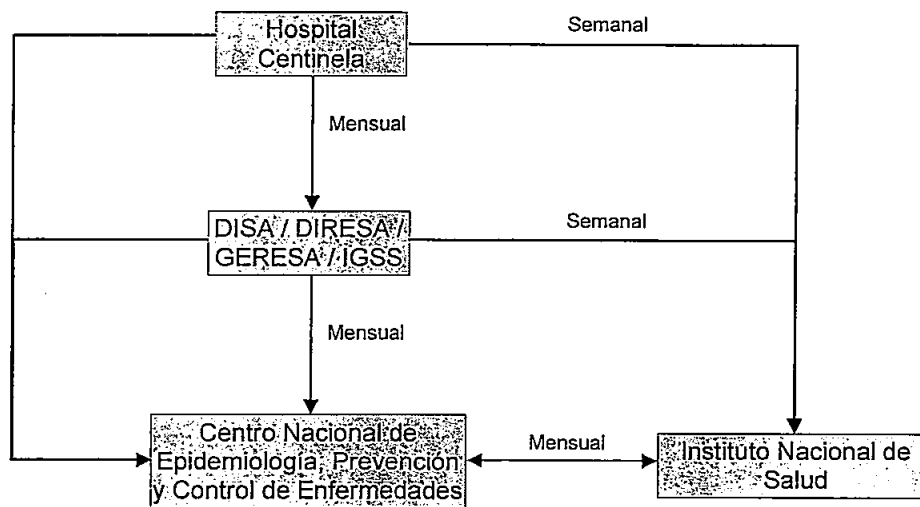 Hospital
Centinela
Semanal
Mensual
DISA / DIRESA /
GERESA / IGSS
Semanal
Mensual
Centro Nacional de
Epidemiología, Prevención
y Control de Enfermedades
Mensual
Instituto Nacional de
Salud